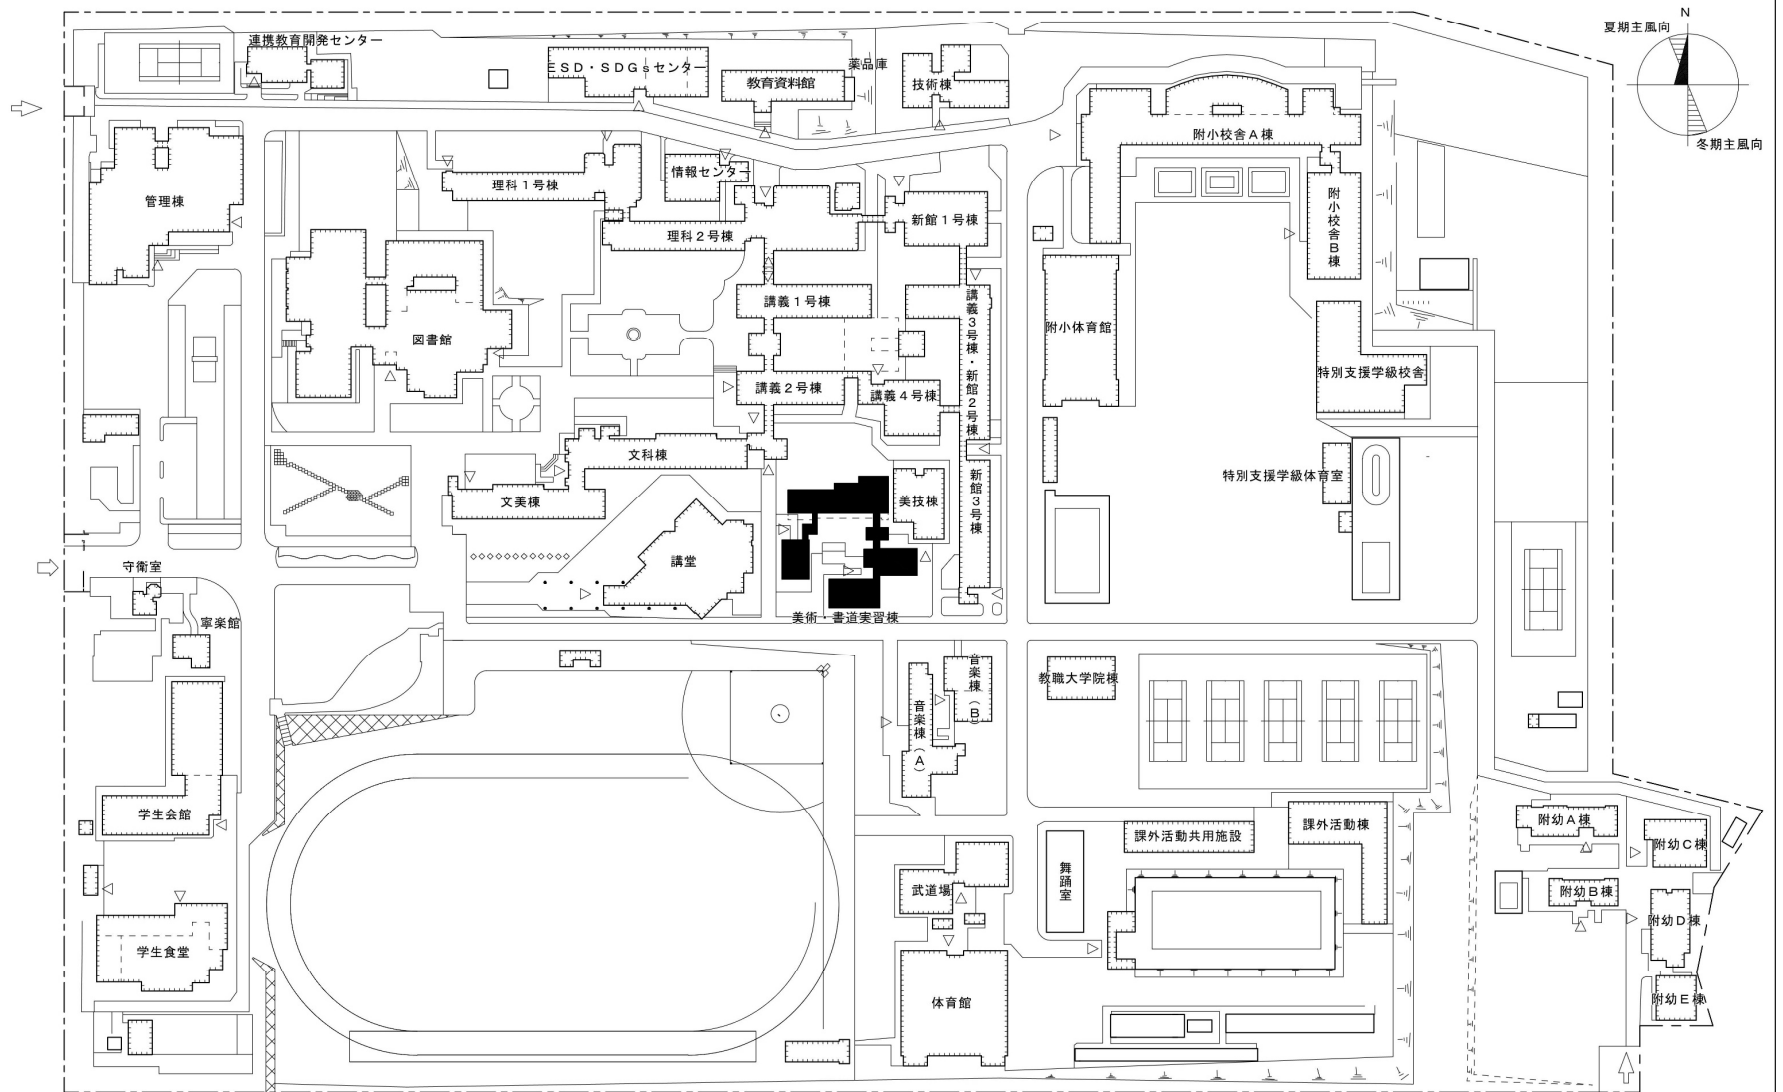 N
夏期主風向
冬期主風向
連携教育開発センター
ESD・SDGsセンター
教育資料館
薬品庫
技術棟
附小校舎A棟
管理棟
理科1号棟
情報センター
理科2号棟
新館1号棟
附小校舎B棟
図書館
講義1号棟
講義3号棟・新館2号棟
附小体育館
特別支援学級校舎
講義2号棟
講義4号棟
文科棟
文美棟
美技棟
新館3号棟
特別支援学級体育室
講堂
守衛室
寧楽館
美術・書道実習棟
音楽棟(B)
音楽棟(A)
教職大学院棟
学生会館
課外活動共用施設
課外活動棟
附幼A棟
附幼C棟
武道場
舞踊室
附幼B棟
附幼D棟
学生食堂
体育館
附幼E棟